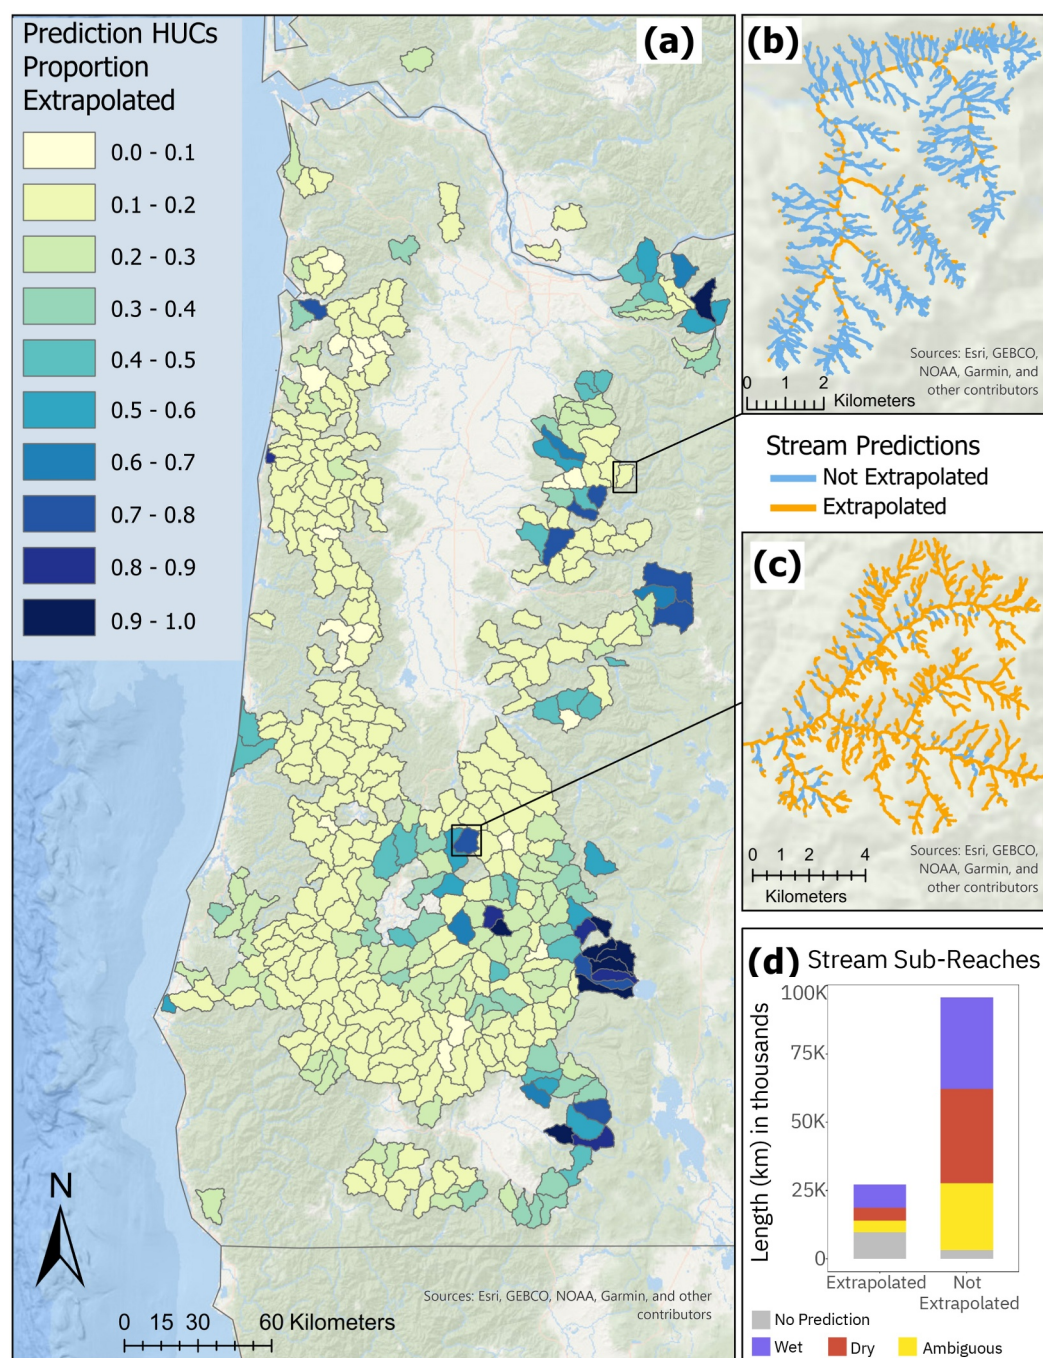 Prediction HUCs
Proportion
Extrapolated
0.0 - 0.1
0.1 - 0.2
0.2 - 0.3
0.3 - 0.4
0.4 - 0.5
0.5 - 0.6
0.6 - 0.7
0.7 - 0.8
0.8 - 0.9
0.9 - 1.0
(a)
N
0 15 30 60 Kilometers
Sources: Esri, GEBCO, NOAA, Garmin, and other
contributors
(b)
Sources: Esri, GEBCO,
NOAA, Garmin, and
other contributors
0 1 2
Kilometers
Stream Predictions
Not Extrapolated
Extrapolated
(c)
Sources: Esri, GEBCO,
NOAA, Garmin, and
other contributors
0 2 4
Kilometers
(d) Stream Sub-Reaches
Length (km) in thousands
100K
75K
50K
25K
0
Extrapolated
Not
Extrapolated
No Prediction
Wet
Dry
Ambiguous